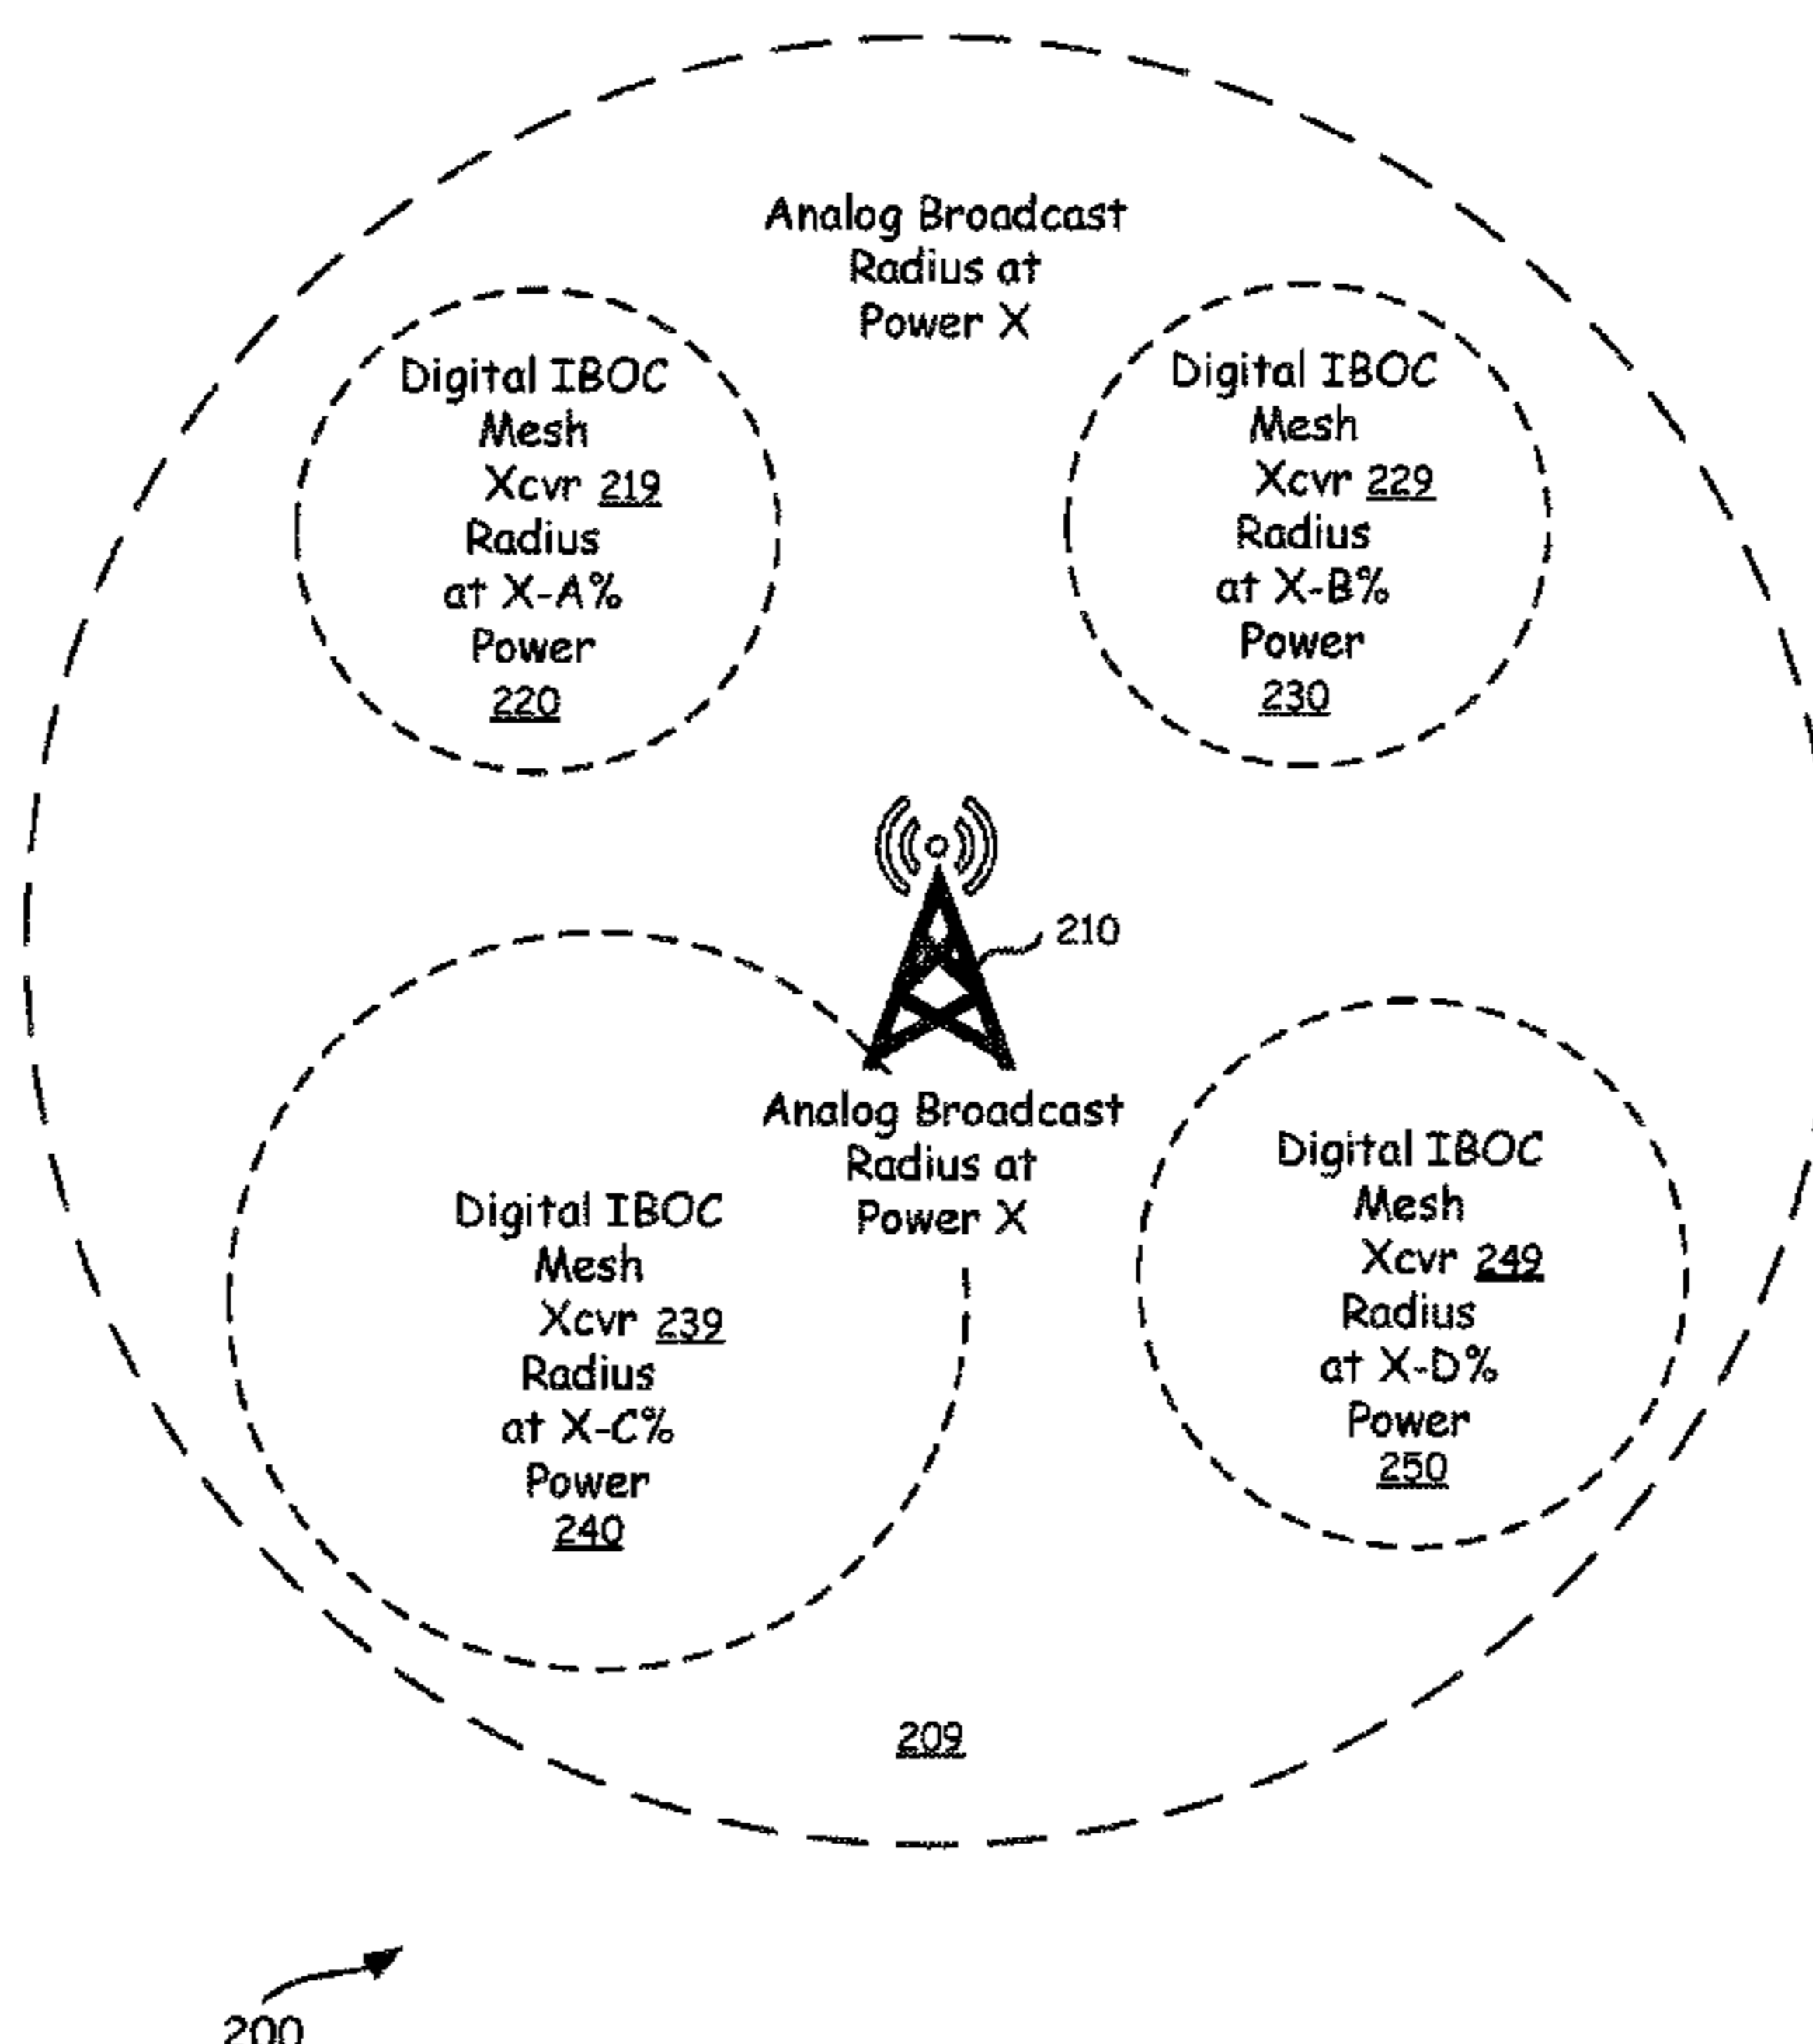 Analog Broadcast
Radius at
Power X
Digital IBOC
Mesh
Xcvr 219
Radius
at X-A%
Power
220
Digital IBOC
Mesh
Xcvr 229
Radius
at X-B%
Power
230
210
Analog Broadcast
Radius at
Power X
Digital IBOC
Mesh
Xcvr 239
Radius
at X-C%
Power
240
Digital IBOC
Mesh
Xcvr 249
Radius
at X-D%
Power
250
209
200